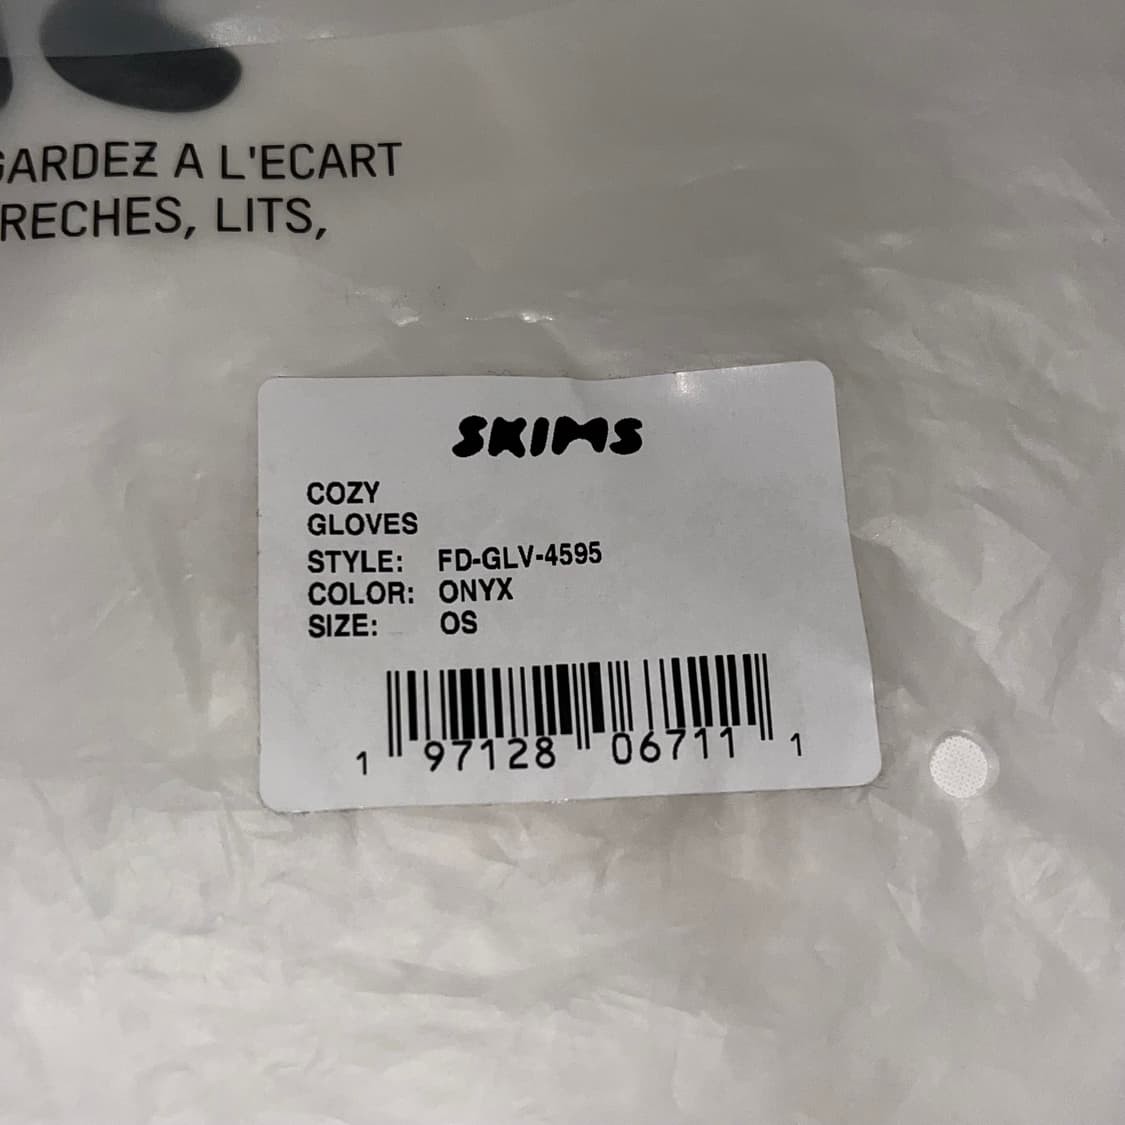 GARDEZ A L'ECART
RECHES, LITS,
SKIMS
COZY
GLOVES
STYLE: FD-GLV-4595
COLOR: ONYX
SIZE: OS
1 97128 06711 1